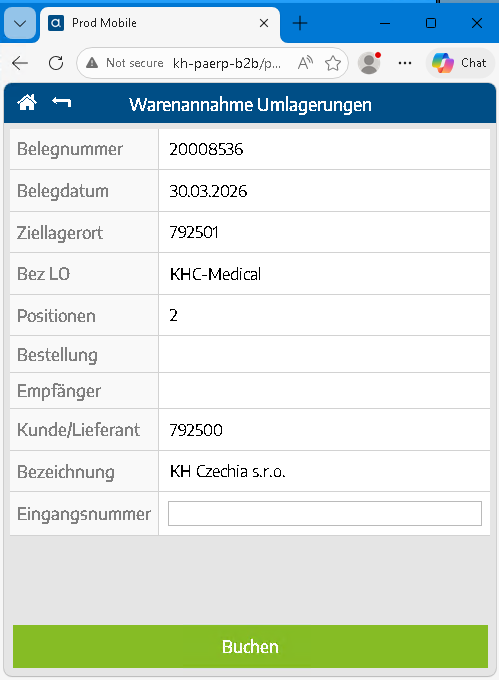 Prod Mobile
Not secure kh-paerp-b2b/p... A Chat
Warenannahme Umlagerungen
Belegnummer 20008536
Belegdatum 30.03.2026
Ziellagerort 792501
Bez LO KHC-Medical
Positionen 2
Bestellung
Empfänger
Kunde/Lieferant 792500
Bezeichnung KH Czechia s.r.o.
Eingangsnummer
Buchen